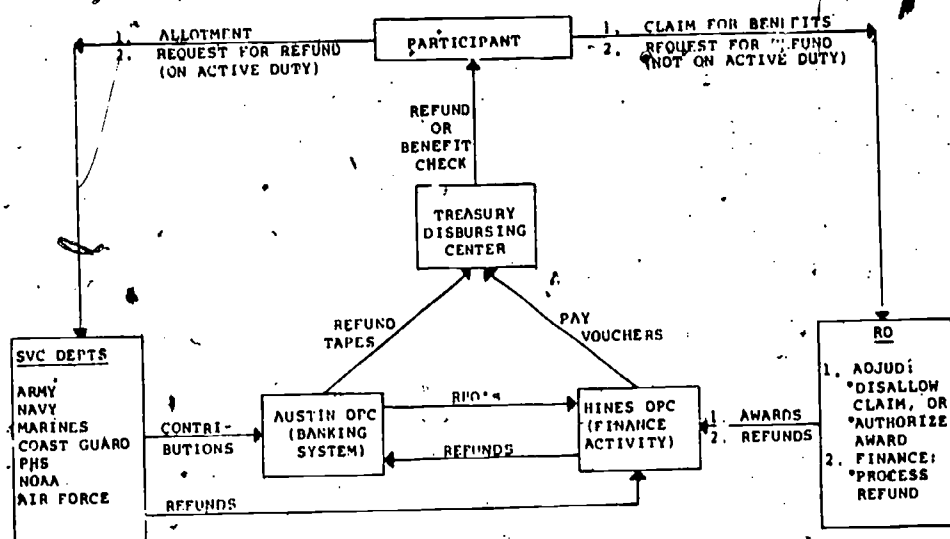 1. ALLOTMENT
2. REQUEST FOR REFUND
(ON ACTIVE DUTY)
PARTICIPANT
1. CLAIM FOR BENEFITS
2. REQUEST FOR REFUND
(NOT ON ACTIVE DUTY)
REFUND
OR
BENEFIT
CHECK
TREASURY
DISBURSING
CENTER
REFUND
TAPES
PAY
VOUCHERS
SVC DEPTS
ARMY
NAVY
MARINES
COAST GUARD
PHS
NOAA
AIR FORCE
CONTRI-
BUTIONS
AUSTIN DPC
(BANKING
SYSTEM)
REFUNDS
HINES DPC
(FINANCE
ACTIVITY)
1. AWARDS
2. REFUNDS
RO
1. ADJUD:
°DISALLOW
CLAIM, OR
°AUTHORIZE
AWARD
2. FINANCE:
°PROCESS
REFUND
REFUNDS